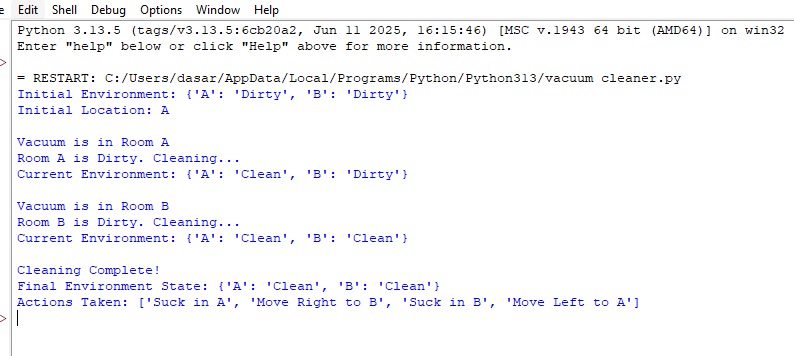 e Edit Shell Debug Options Window Help
Python 3.13.5 (tags/v3.13.5:6cb20a2, Jun 11 2025, 16:15:46) [MSC v.1943 64 bit (AMD64)] on win32
Enter "help" below or click "Help" above for more information.
>
= RESTART: C:/Users/dasar/AppData/Local/Programs/Python/Python313/vacuum cleaner.py
Initial Environment: {'A': 'Dirty', 'B': 'Dirty'}
Initial Location: A
Vacuum is in Room A
Room A is Dirty. Cleaning...
Current Environment: {'A': 'Clean', 'B': 'Dirty'}
Vacuum is in Room B
Room B is Dirty. Cleaning...
Current Environment: {'A': 'Clean', 'B': 'Clean'}
Cleaning Complete!
Final Environment State: {'A': 'Clean', 'B': 'Clean'}
Actions Taken: ['Suck in A', 'Move Right to B', 'Suck in B', 'Move Left to A']
>